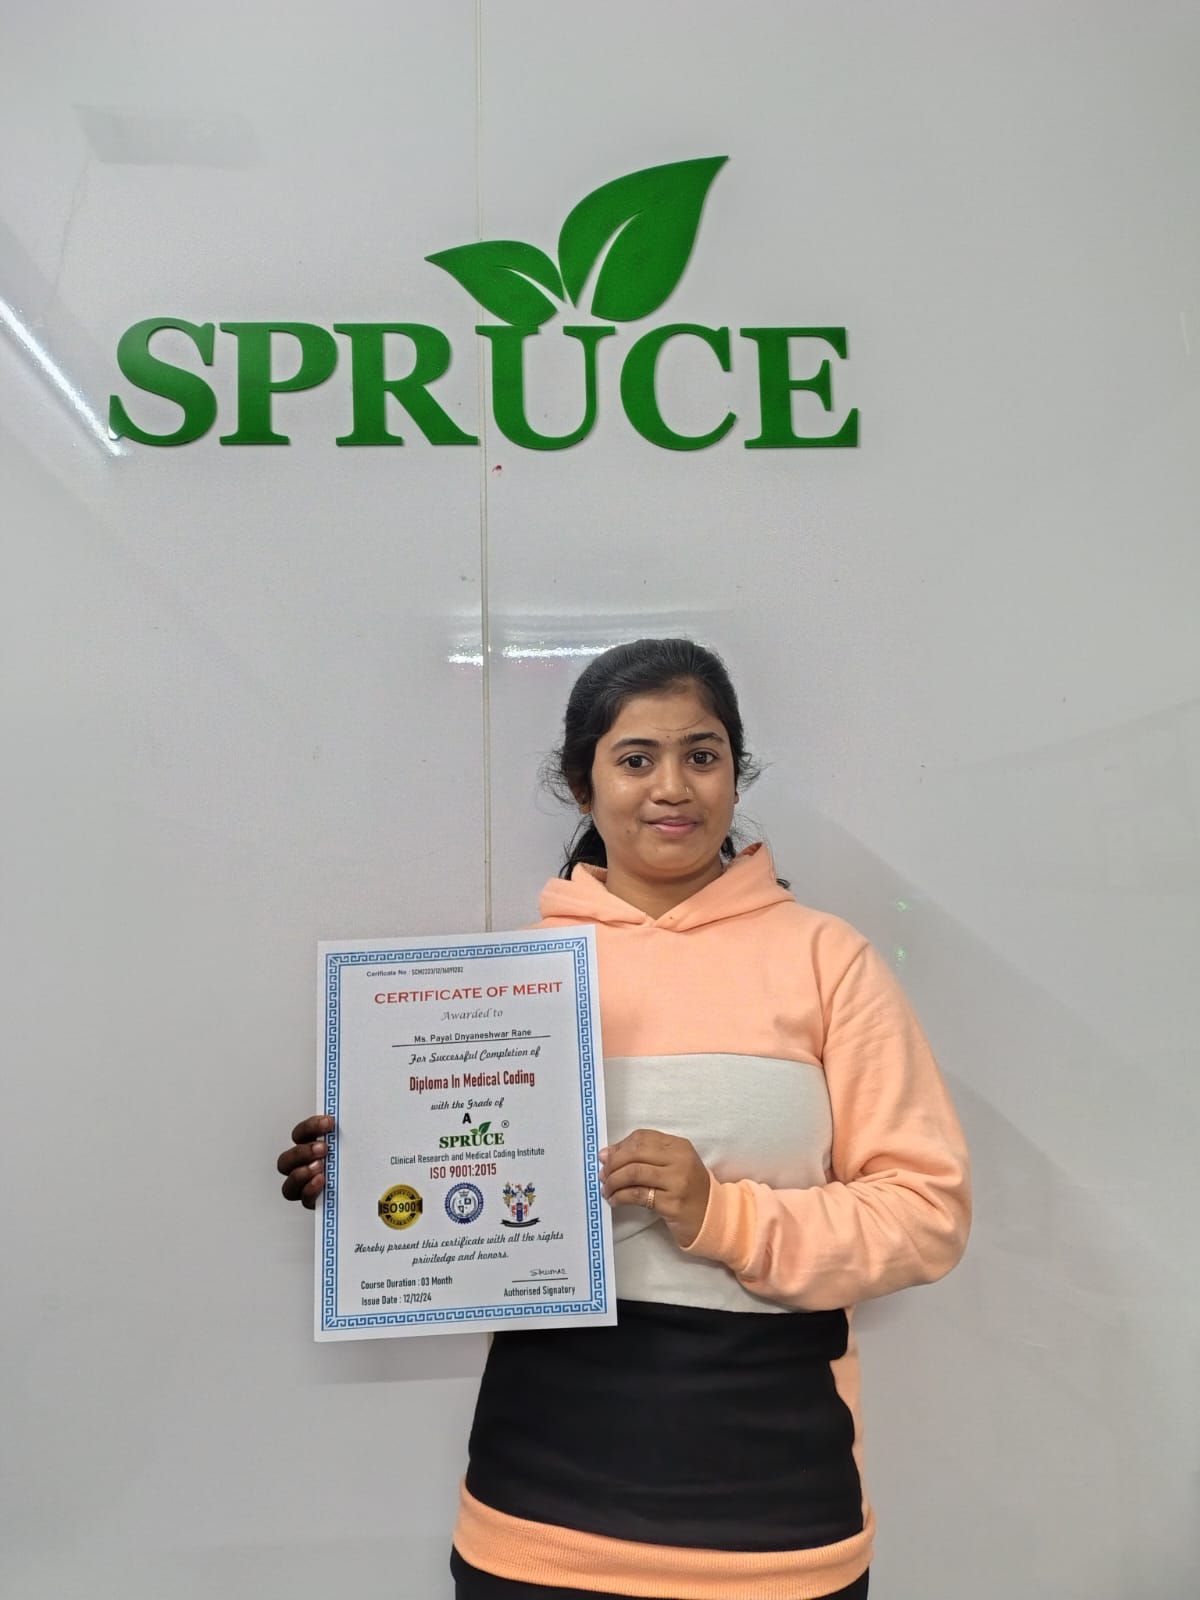 SPRUCE
CERTIFICATE OF MERIT
Awarded to
Ms. Payal Dnyaneshwar Rane
For Successful Completion of
Diploma In Medical Coding
with the Grade of
A
SPRUCE ®
Clinical Research and Medical Coding Institute
ISO 9001:2015
ISO 9001
Hereby present this certificate with all the rights
priviledge and honors.
Course Duration : 03 Month
Issue Date : 12/12/24
Authorised Signatory